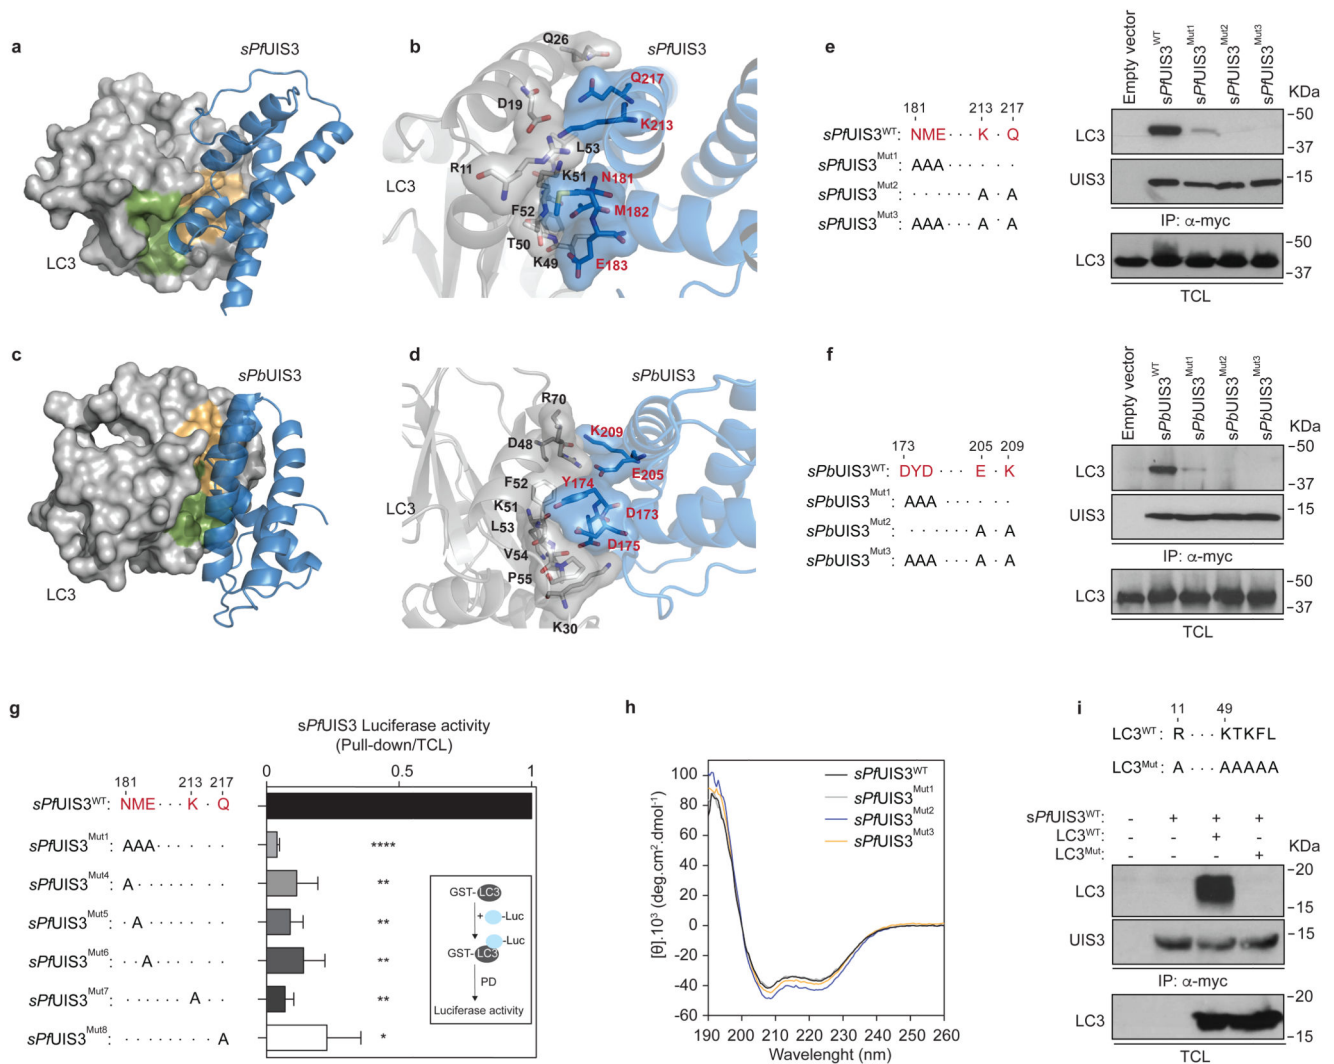 a
sPfUIS3
LC3
b
sPfUIS3
Q26
Q217
D19
K213
L53
R11
K51
N181
LC3
M182
F52
T50
K49
E183
c
sPbUIS3
LC3
d
sPbUIS3
R70
K209
D48
E205
Y174
F52
LC3
K51
D173
L53
D175
V54
P55
K30
e
181 213 217
sPfUIS3WT: NME · · · K · Q
sPfUIS3Mut1: AAA · · · · · ·
sPfUIS3Mut2: · · · · · · A · A
sPfUIS3Mut3: AAA · · · A · A
Empty vector
sPfUIS3WT
sPfUIS3Mut1
sPfUIS3Mut2
sPfUIS3Mut3
KDa
LC3
50
37
UIS3
15
IP: α-myc
LC3
50
37
TCL
f
173 205 209
sPbUIS3WT: DYD · · · E · K
sPbUIS3Mut1: AAA · · · · · ·
sPbUIS3Mut2: · · · · · · A · A
sPbUIS3Mut3: AAA · · · A · A
Empty vector
sPbUIS3WT
sPbUIS3Mut1
sPbUIS3Mut2
sPbUIS3Mut3
KDa
LC3
50
37
UIS3
15
IP: α-myc
LC3
50
37
TCL
g
sPfUIS3 Luciferase activity
(Pull-down/TCL)
0 0.5 1
181 213 217
sPfUIS3WT: NME · · · K · · Q
sPfUIS3Mut1: AAA · · · · · · ·
****
sPfUIS3Mut4: A · · · · · · · · ·
**
sPfUIS3Mut5: · A · · · · · · · ·
**
sPfUIS3Mut6: · · A · · · · · · ·
**
sPfUIS3Mut7: · · · · · · · A · ·
**
sPfUIS3Mut8: · · · · · · · · · A
*
GST-LC3
+ -Luc
-Luc
GST-LC3
PD
Luciferase activity
h
[θ].10³ (deg.cm².dmol⁻¹)
100
80
60
40
20
0
-20
-40
-60
190 200 210 220 230 240 250 260
Wavelenght (nm)
sPfUIS3WT
sPfUIS3Mut1
sPfUIS3Mut2
sPfUIS3Mut3
i
11 49
LC3WT: R · · · KTKFL
LC3Mut: A · · · AAAAA
sPfUIS3WT: - + + +
LC3WT: - - + -
LC3Mut: - - - +
KDa
LC3
20
15
UIS3
15
IP: α-myc
LC3
20
15
TCL